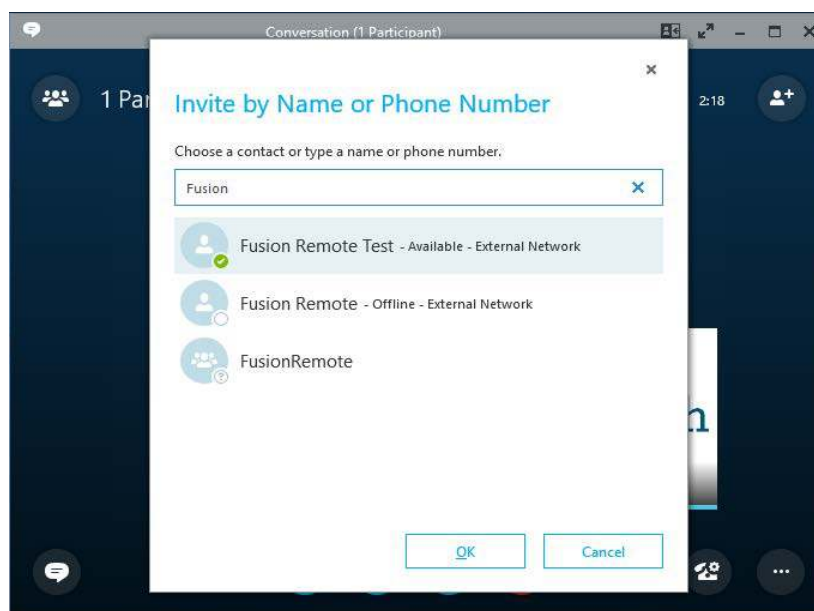 Conversation (1 Participant)
1 Par
2:18
Invite by Name or Phone Number
Choose a contact or type a name or phone number.
Fusion
Fusion Remote Test - Available - External Network
Fusion Remote - Offline - External Network
FusionRemote
h
OK
Cancel